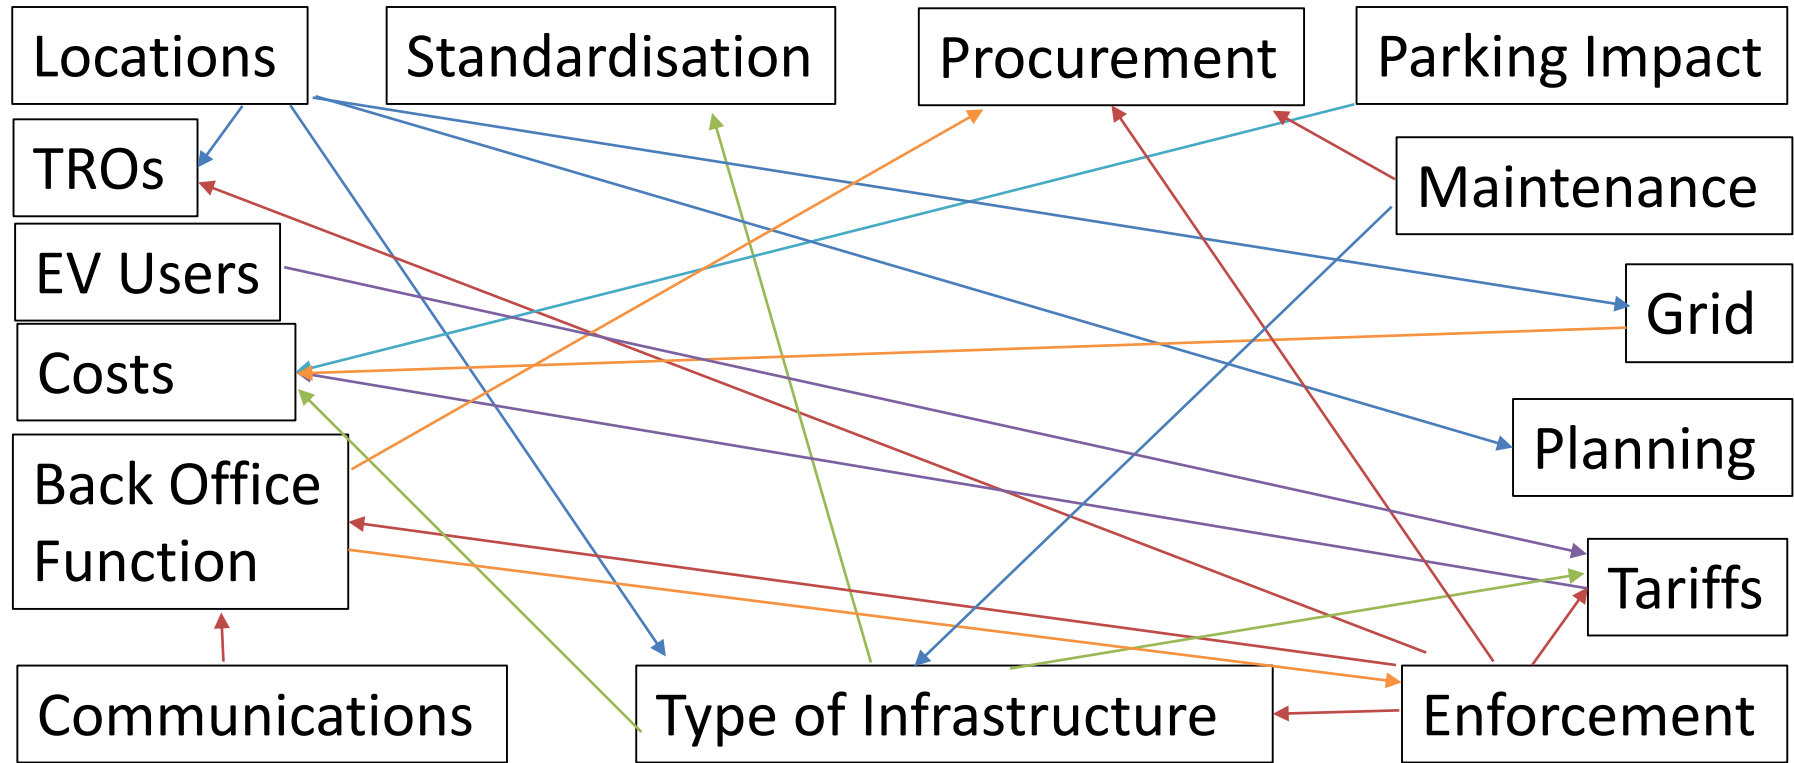 Locations
Standardisation
Procurement
Parking Impact
TROs
Maintenance
EV Users
Grid
Costs
Planning
Back Office
Function
Tariffs
Communications
Type of Infrastructure
Enforcement